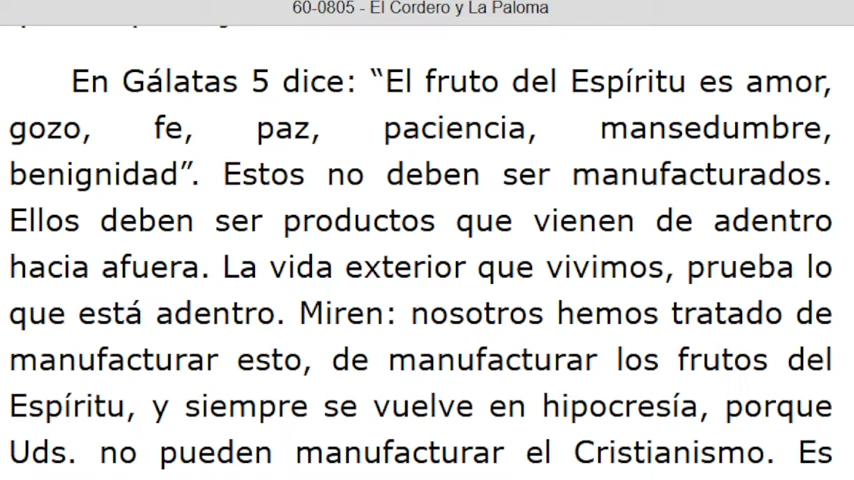 60-0805 - El Cordero y La Paloma
En Gálatas 5 dice: “El fruto del Espíritu es amor,
gozo, fe, paz, paciencia, mansedumbre,
benignidad”. Estos no deben ser manufacturados.
Ellos deben ser productos que vienen de adentro
hacia afuera. La vida exterior que vivimos, prueba lo
que está adentro. Miren: nosotros hemos tratado de
manufacturar esto, de manufacturar los frutos del
Espíritu, y siempre se vuelve en hipocresía, porque
Uds. no pueden manufacturar el Cristianismo. Es